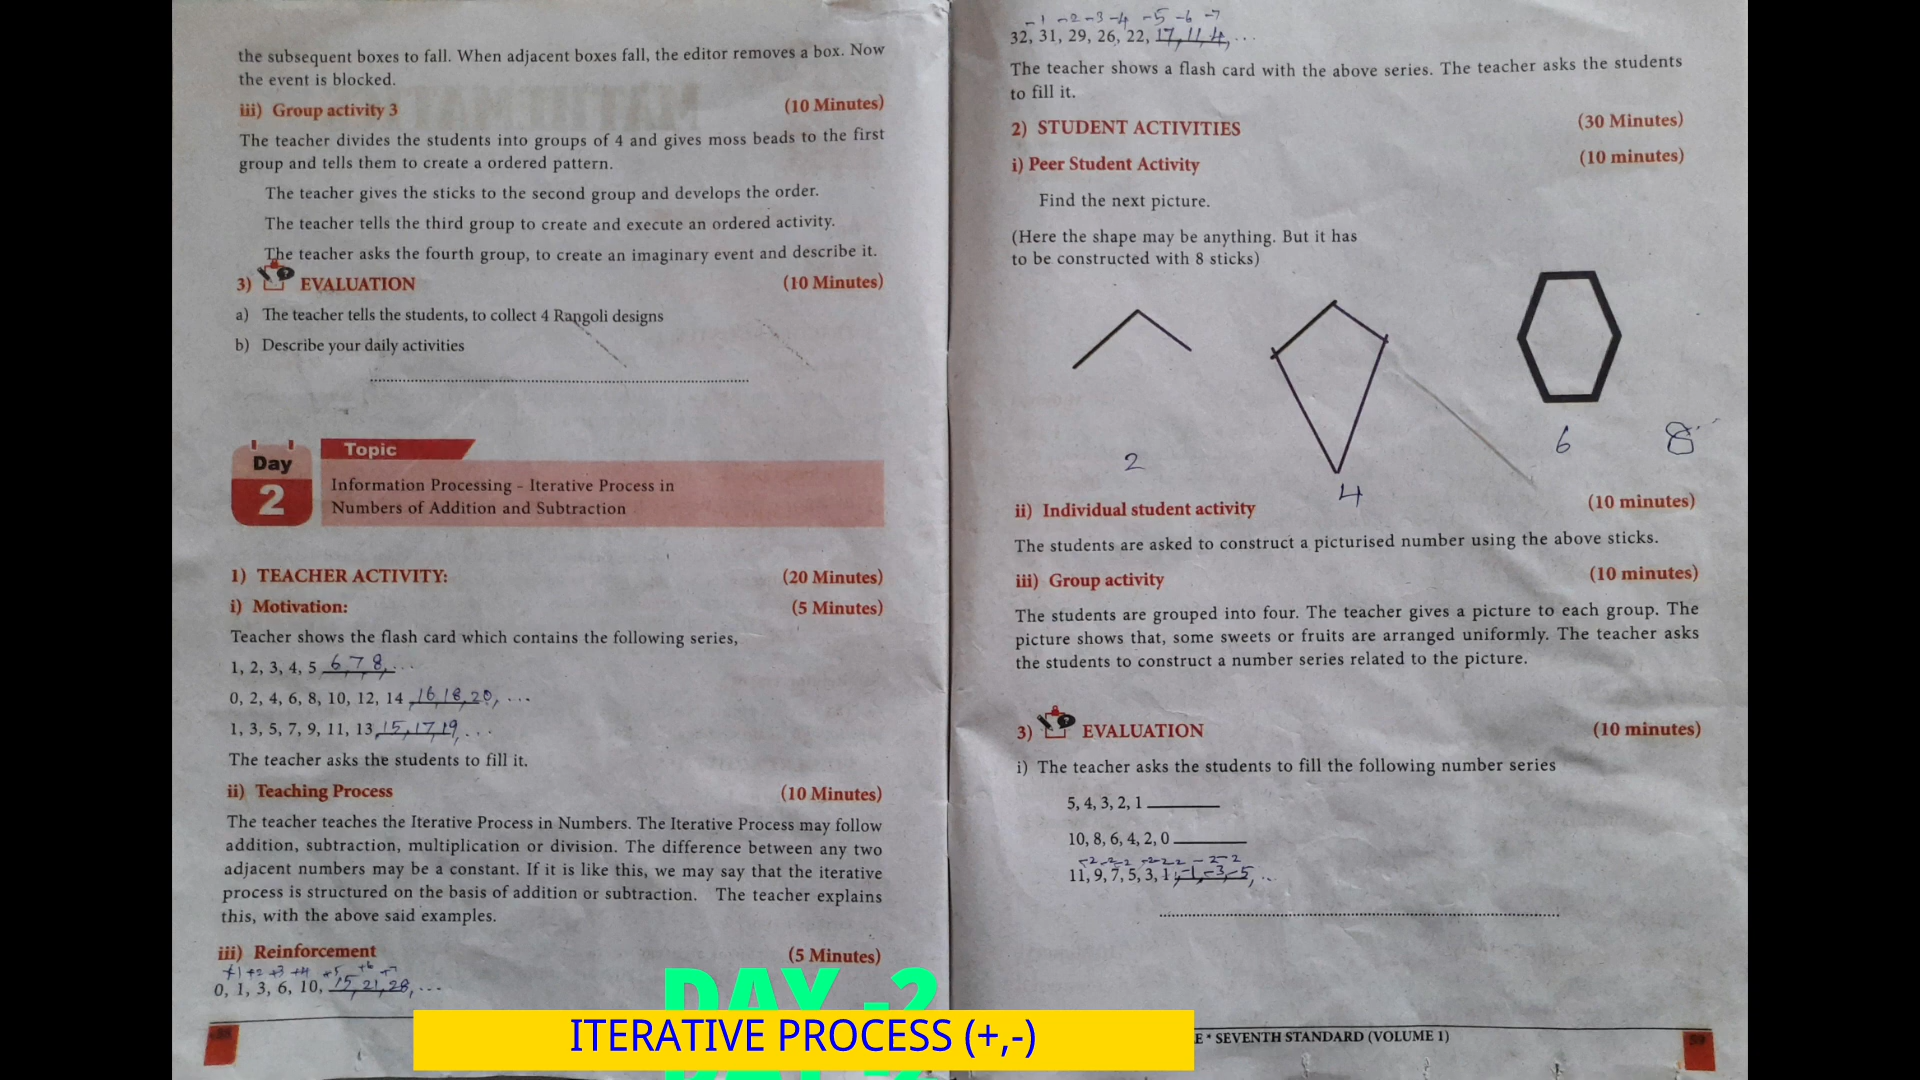 the subsequent boxes to fall. When adjacent boxes fall, the editor removes a box. Now
the event is blocked.
iii) Group activity 3 (10 Minutes)
The teacher divides the students into groups of 4 and gives moss beads to the first
group and tells them to create a ordered pattern.
The teacher gives the sticks to the second group and develops the order.
The teacher tells the third group to create and execute an ordered activity.
The teacher asks the fourth group, to create an imaginary event and describe it.
3) EVALUATION (10 Minutes)
a) The teacher tells the students, to collect 4 Rangoli designs
b) Describe your daily activities
Day
2
Topic
Information Processing - Iterative Process in
Numbers of Addition and Subtraction
1) TEACHER ACTIVITY: (20 Minutes)
i) Motivation: (5 Minutes)
Teacher shows the flash card which contains the following series,
1, 2, 3, 4, 5 6, 7, 8, ...
0, 2, 4, 6, 8, 10, 12, 14, 16, 18, 20, ...
1, 3, 5, 7, 9, 11, 13, 15, 17, 19, ...
The teacher asks the students to fill it.
ii) Teaching Process (10 Minutes)
The teacher teaches the Iterative Process in Numbers. The Iterative Process may follow
addition, subtraction, multiplication or division. The difference between any two
adjacent numbers may be a constant. If it is like this, we may say that the iterative
process is structured on the basis of addition or subtraction. The teacher explains
this, with the above said examples.
iii) Reinforcement (5 Minutes)
+1 +2 +3 +4 +5 +6 +7
0, 1, 3, 6, 10, 15, 21, 28, ...
-1 -2 -3 -4 -5 -6 -7
32, 31, 29, 26, 22, 17, 11, 4, ...
The teacher shows a flash card with the above series. The teacher asks the students
to fill it.
2) STUDENT ACTIVITIES (30 Minutes)
i) Peer Student Activity (10 minutes)
Find the next picture.
(Here the shape may be anything. But it has
to be constructed with 8 sticks)
2
4
6
8
ii) Individual student activity (10 minutes)
The students are asked to construct a picturised number using the above sticks.
iii) Group activity (10 minutes)
The students are grouped into four. The teacher gives a picture to each group. The
picture shows that, some sweets or fruits are arranged uniformly. The teacher asks
the students to construct a number series related to the picture.
3) EVALUATION (10 minutes)
i) The teacher asks the students to fill the following number series
5, 4, 3, 2, 1
10, 8, 6, 4, 2, 0
-2 -2 -2 -2 -2 -2 -2 -2
11, 9, 7, 5, 3, 1, -1, -3, -5, ...
E * SEVENTH STANDARD (VOLUME 1)
DAY -2
ITERATIVE PROCESS (+,-)